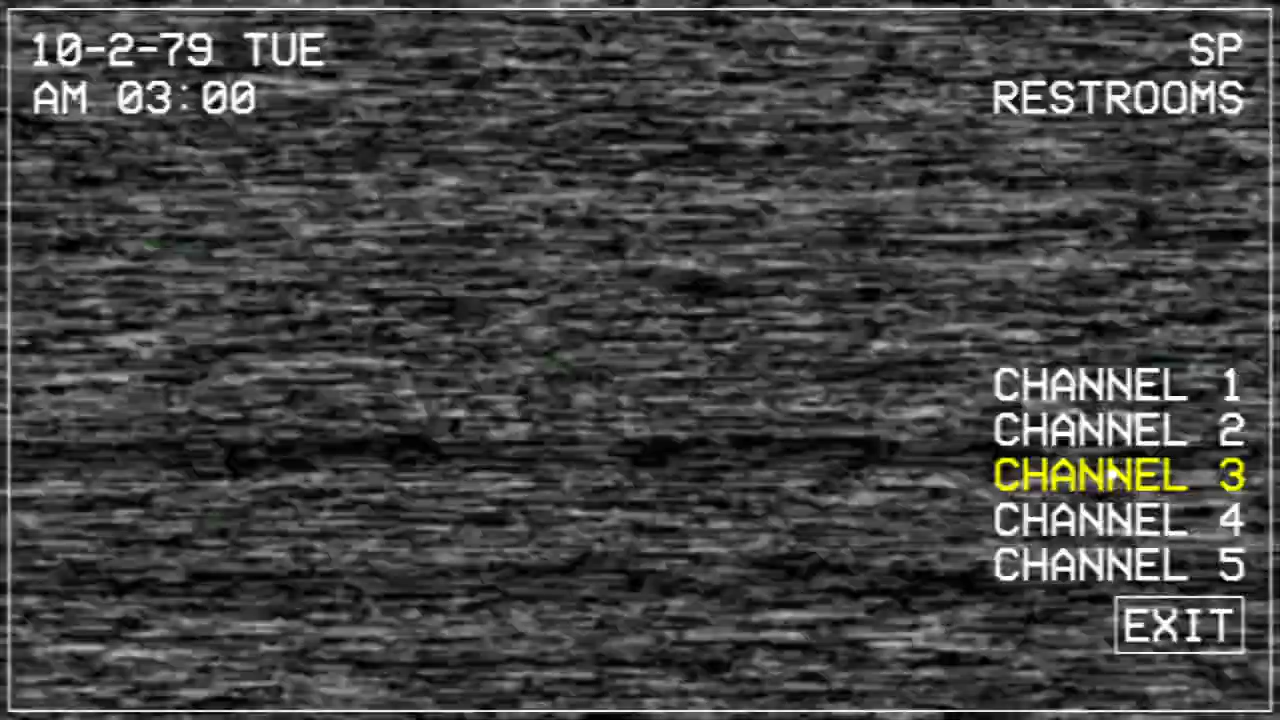 10-2-79 TUE
AM 03:00
SP
RESTROOMS
CHANNEL 1
CHANNEL 2
CHANNEL 3
CHANNEL 4
CHANNEL 5
EXIT